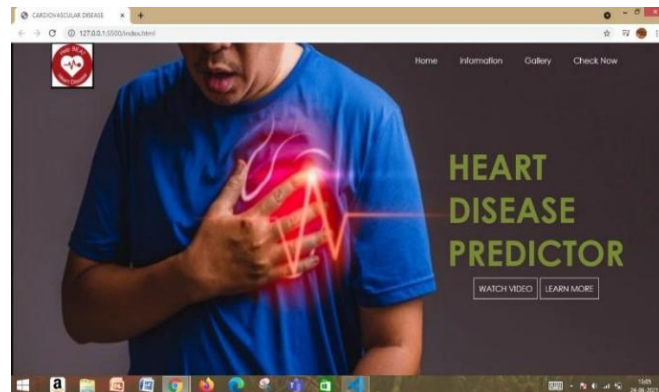 CARDIOVASCULAR DISEASE
127.0.0.1:5500/index.html
Home Information Gallery Check Now
HEART
DISEASE
PREDICTOR
WATCH VIDEO LEARN MORE